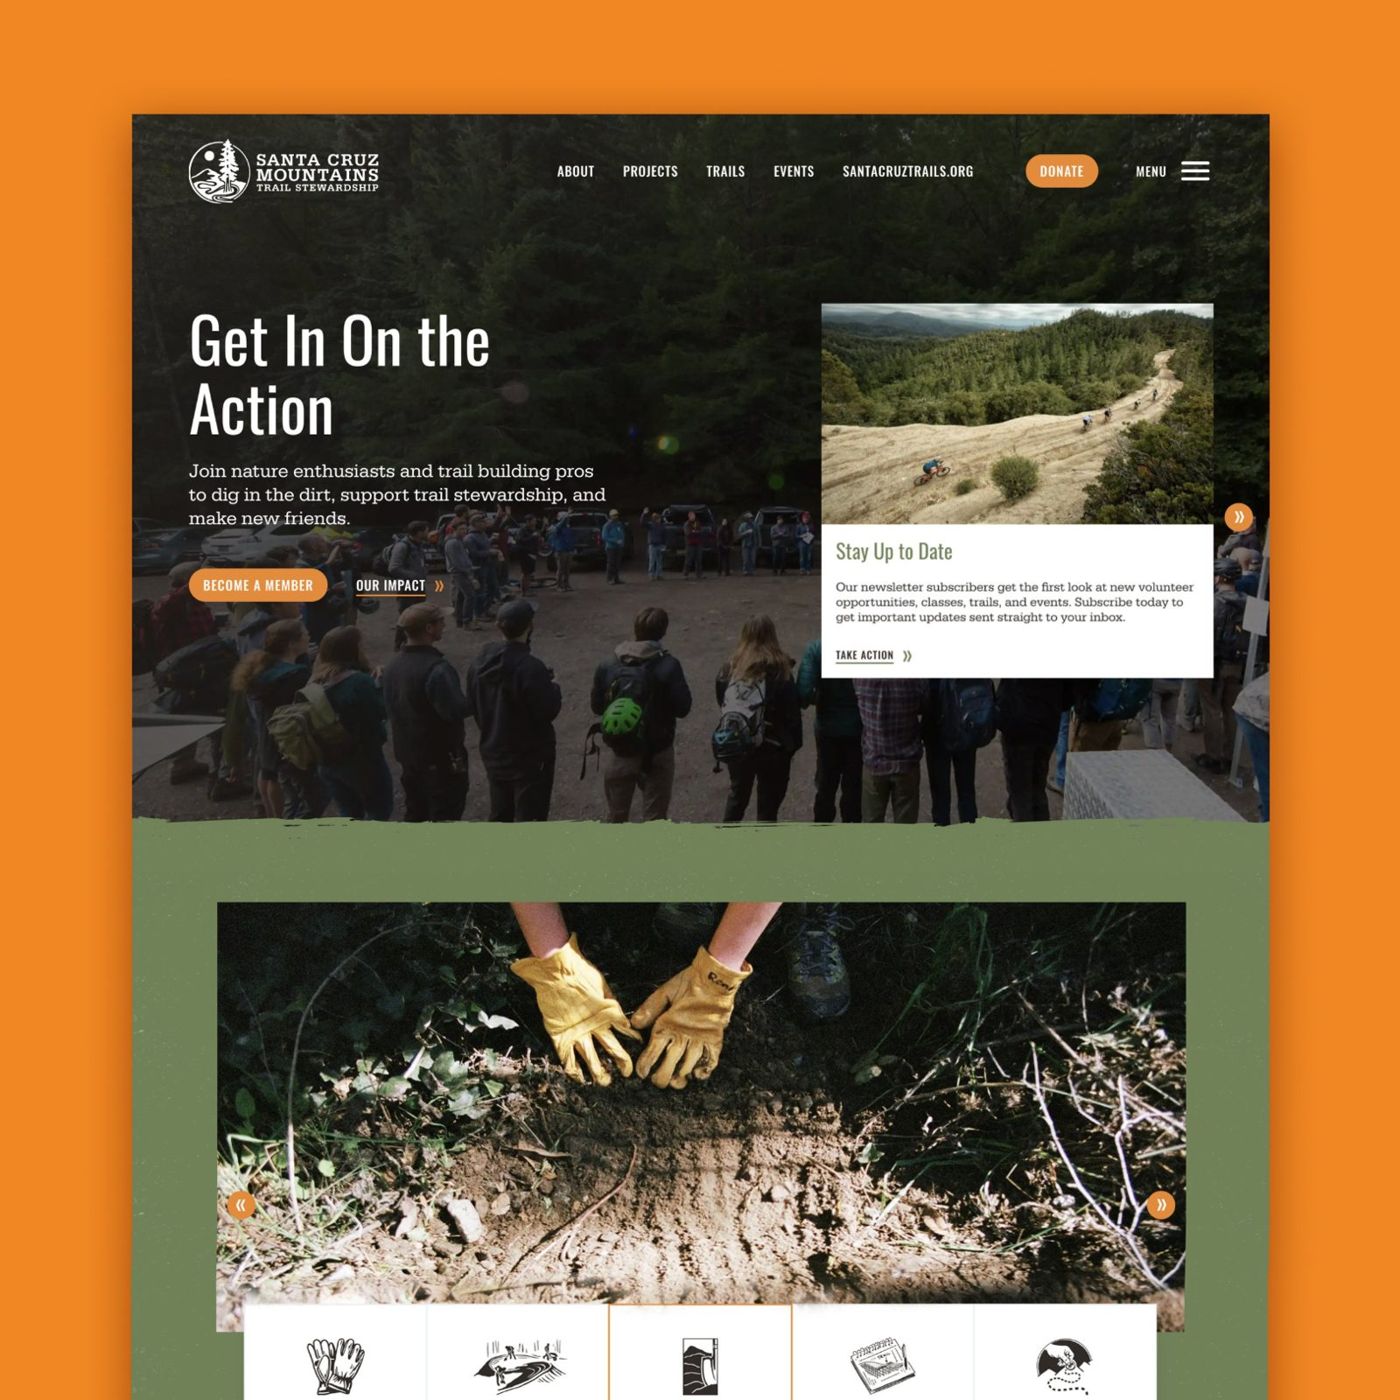 SANTA CRUZ
MOUNTAINS
TRAIL STEWARDSHIP
ABOUT PROJECTS TRAILS EVENTS SANTACRUZTRAILS.ORG DONATE MENU
Get In On the
Action
Join nature enthusiasts and trail building pros
to dig in the dirt, support trail stewardship, and
make new friends.
BECOME A MEMBER OUR IMPACT »
Stay Up to Date
Our newsletter subscribers get the first look at new volunteer
opportunities, classes, trails, and events. Subscribe today to
get important updates sent straight to your inbox.
TAKE ACTION »